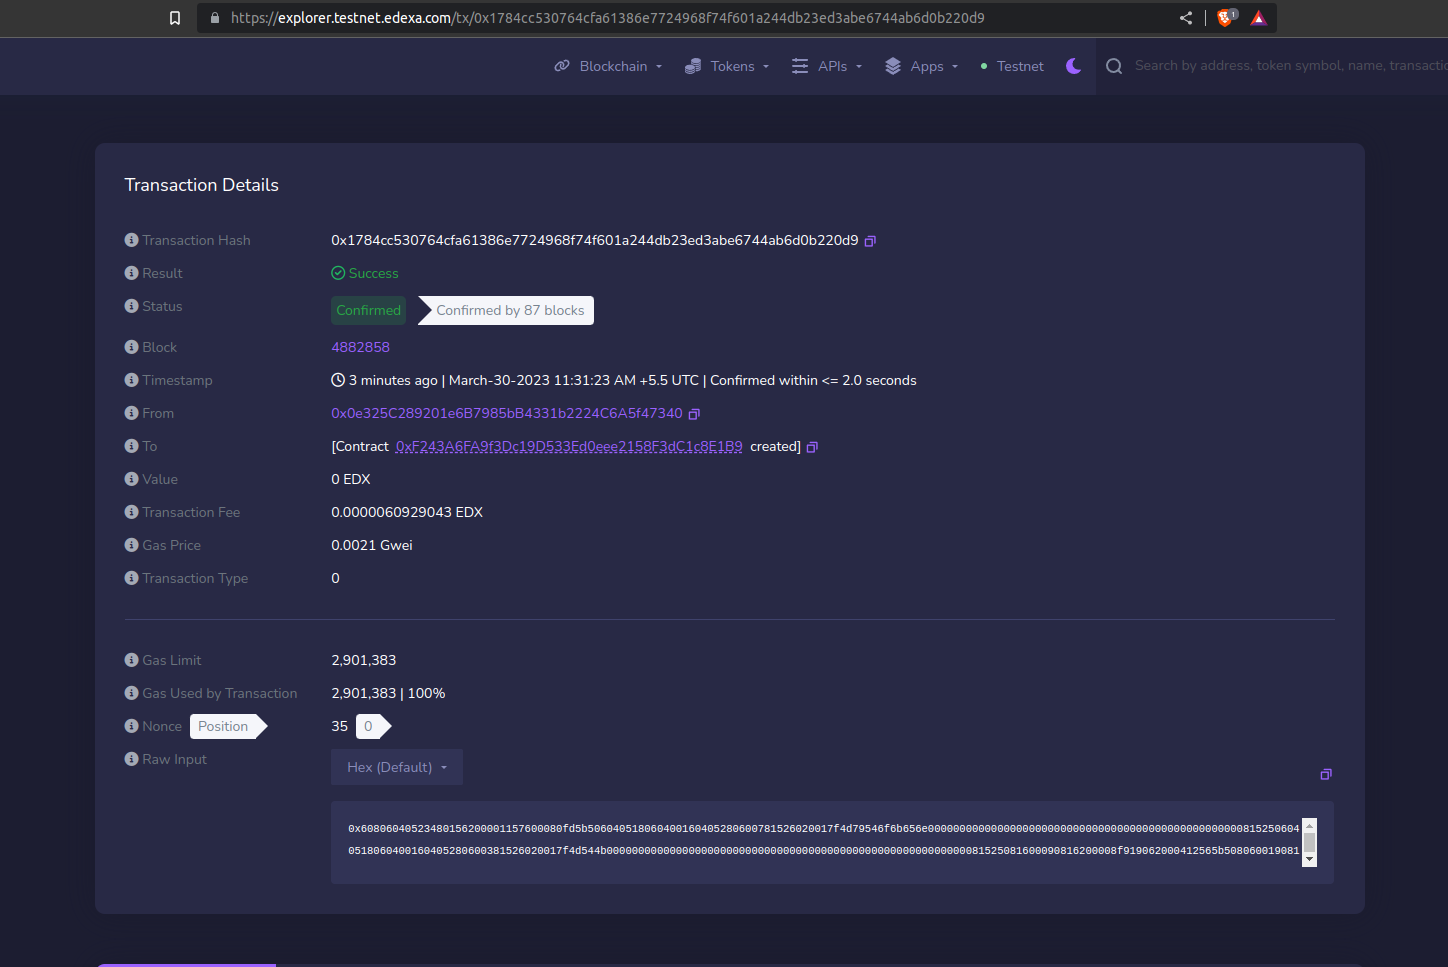 https://explorer.testnet.edexa.com/tx/0x1784cc530764cfa61386e7724968f74f601a244db23ed3abe6744ab6d0b220d9
1
Blockchain Tokens APIs Apps Testnet Search by address, token symbol, name, transactio
Transaction Details
Transaction Hash 0x1784cc530764cfa61386e7724968f74f601a244db23ed3abe6744ab6d0b220d9
Result Success
Status Confirmed Confirmed by 87 blocks
Block 4882858
Timestamp 3 minutes ago | March-30-2023 11:31:23 AM +5.5 UTC | Confirmed within <= 2.0 seconds
From 0x0e325C289201e6B7985bB4331b2224C6A5f47340
To [Contract 0xF243A6FA9f3Dc19D533Ed0eee2158F3dC1c8E1B9 created]
Value 0 EDX
Transaction Fee 0.0000060929043 EDX
Gas Price 0.0021 Gwei
Transaction Type 0
Gas Limit 2,901,383
Gas Used by Transaction 2,901,383 | 100%
Nonce Position 35 0
Raw Input Hex (Default)